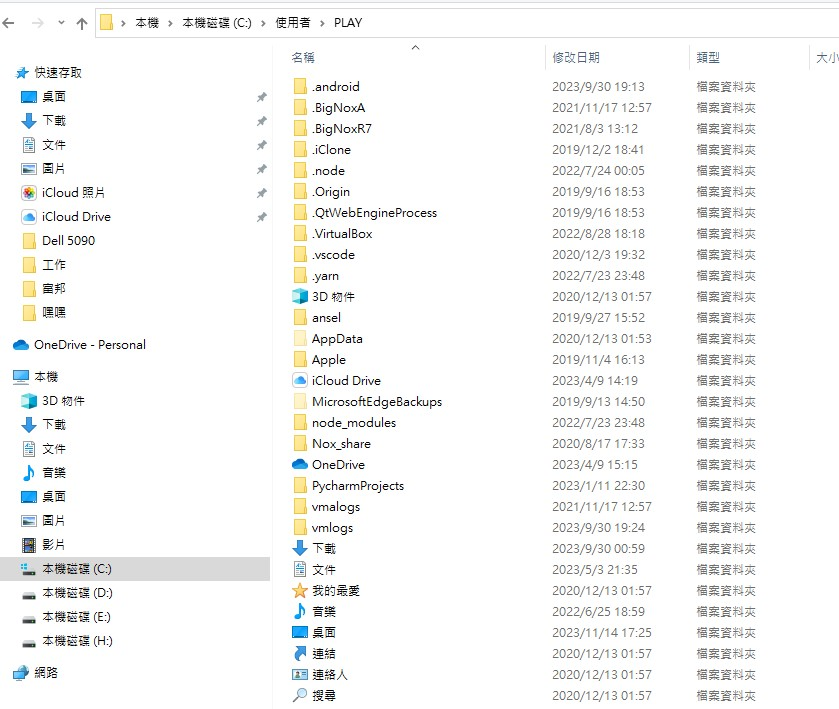 本機 › 本機磁碟 (C:) › 使用者 › PLAY
名稱 修改日期 類型 大小
快速存取
桌面
下載
文件
圖片
iCloud 照片
iCloud Drive
Dell 5090
工作
富邦
嘿嘿
OneDrive - Personal
本機
3D 物件
下載
文件
音樂
桌面
圖片
影片
本機磁碟 (C:)
本機磁碟 (D:)
本機磁碟 (E:)
本機磁碟 (H:)
網路
.android 2023/9/30 19:13 檔案資料夾
.BigNoxA 2021/11/17 12:57 檔案資料夾
.BigNoxR7 2021/8/3 13:12 檔案資料夾
.iClone 2019/12/2 18:41 檔案資料夾
.node 2022/7/24 00:05 檔案資料夾
.Origin 2019/9/16 18:53 檔案資料夾
.QtWebEngineProcess 2019/9/16 18:53 檔案資料夾
.VirtualBox 2022/8/28 18:18 檔案資料夾
.vscode 2020/12/3 19:32 檔案資料夾
.yarn 2022/7/23 23:48 檔案資料夾
3D 物件 2020/12/13 01:57 檔案資料夾
ansel 2019/9/27 15:52 檔案資料夾
AppData 2020/12/13 01:53 檔案資料夾
Apple 2019/11/4 16:13 檔案資料夾
iCloud Drive 2023/4/9 14:19 檔案資料夾
MicrosoftEdgeBackups 2019/9/13 14:50 檔案資料夾
node_modules 2022/7/23 23:48 檔案資料夾
Nox_share 2020/8/17 17:33 檔案資料夾
OneDrive 2023/4/9 15:15 檔案資料夾
PycharmProjects 2023/1/11 22:30 檔案資料夾
vmalogs 2021/11/17 12:57 檔案資料夾
vmlogs 2023/9/30 19:24 檔案資料夾
下載 2023/9/30 00:59 檔案資料夾
文件 2023/5/3 21:35 檔案資料夾
我的最愛 2020/12/13 01:57 檔案資料夾
音樂 2022/6/25 18:59 檔案資料夾
桌面 2023/11/14 17:25 檔案資料夾
連結 2020/12/13 01:57 檔案資料夾
連絡人 2020/12/13 01:57 檔案資料夾
搜尋 2020/12/13 01:57 檔案資料夾